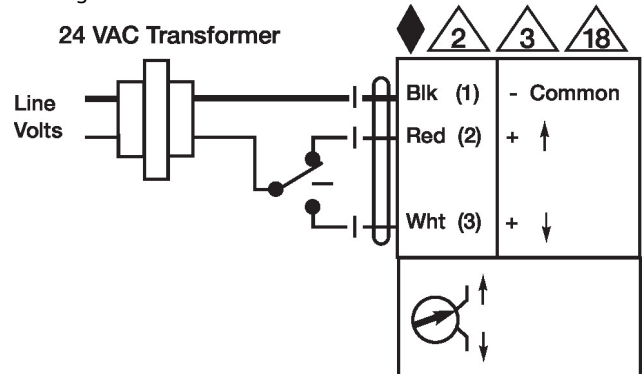 24 VAC Transformer
2 3 18
Line
Volts
Blk (1) - Common
Red (2) +
Wht (3) +